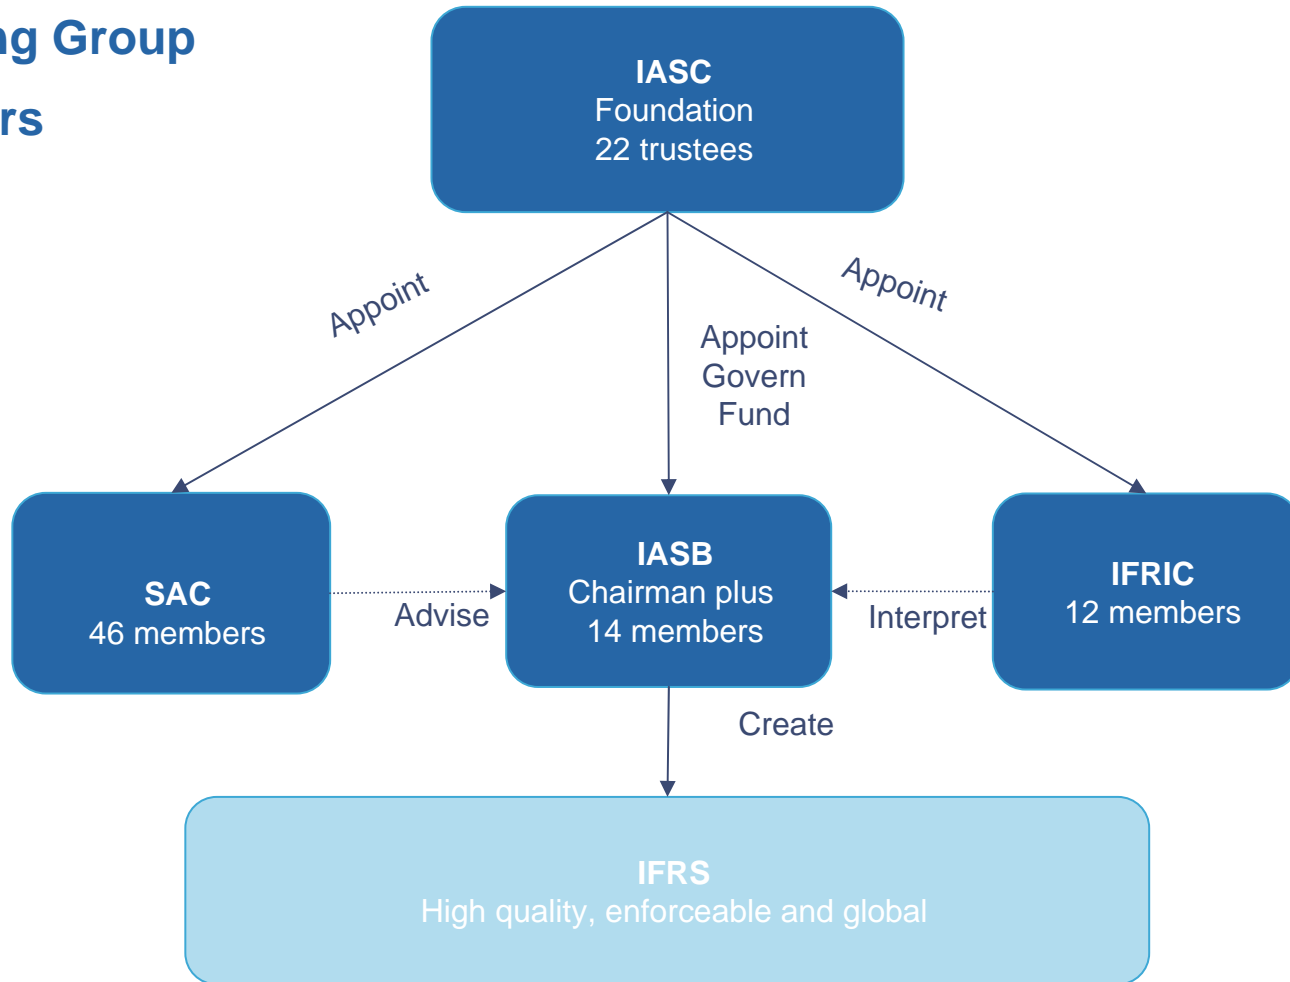 ng Group
rs
IASC
Foundation
22 trustees
Appoint
Appoint
Appoint
Govern
Fund
SAC
46 members
Advise
IASB
Chairman plus
14 members
Interpret
IFRIC
12 members
Create
IFRS
High quality, enforceable and global